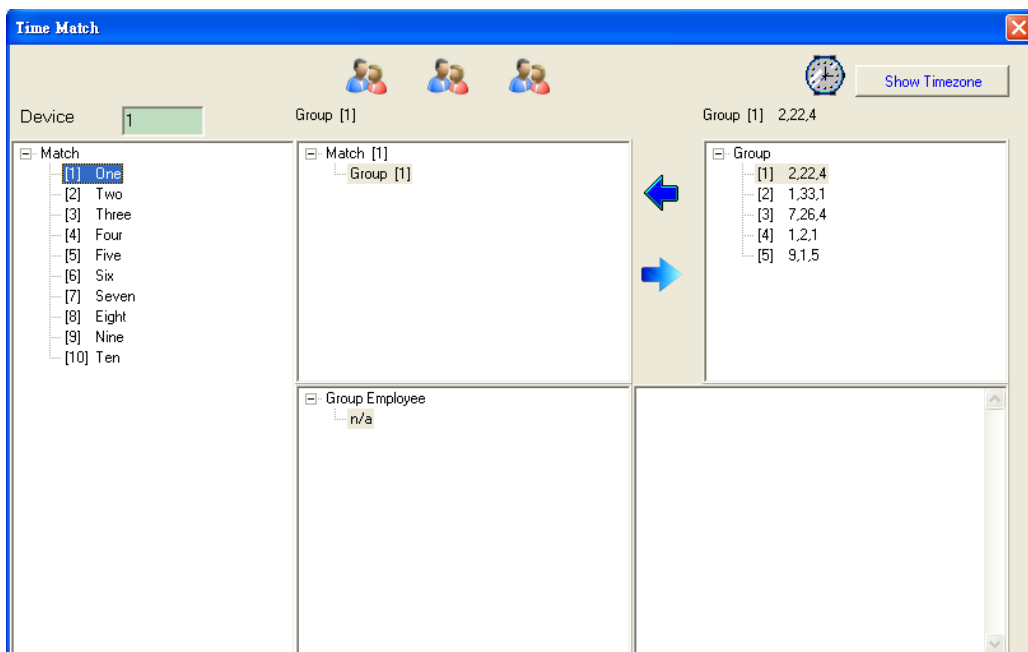 Time Match
Show Timezone
Device
1
Group [1]
Group [1] 2,22,4
Match
[1] One
[2] Two
[3] Three
[4] Four
[5] Five
[6] Six
[7] Seven
[8] Eight
[9] Nine
[10] Ten
Match [1]
Group [1]
Group
[1] 2,22,4
[2] 1,33,1
[3] 7,26,4
[4] 1,2,1
[5] 9,1,5
Group Employee
n/a